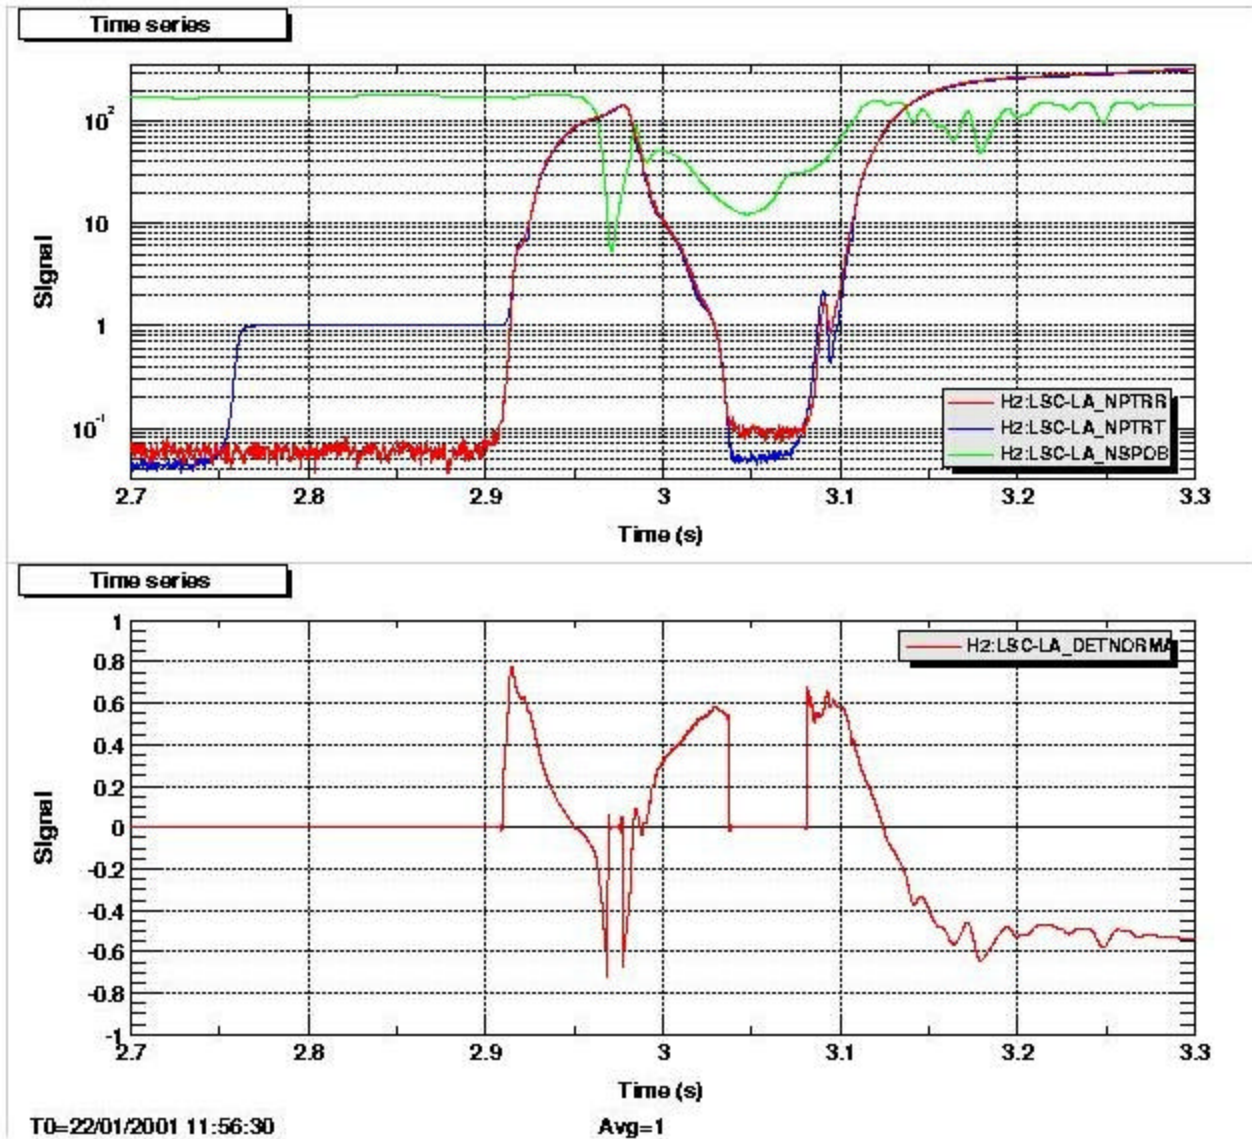 Time series
10²
10
1
10⁻¹
Signal
H2:LSC-LA_NPTRR
H2:LSC-LA_NPTRT
H2:LSC-LA_NSPOB
2.7 2.8 2.9 3 3.1 3.2 3.3
Time (s)
Time series
1
0.8
0.6
0.4
0.2
0
-0.2
-0.4
-0.6
-0.8
-1
Signal
H2:LSC-LA_DETNORMA
2.7 2.8 2.9 3 3.1 3.2 3.3
Time (s)
T0=22/01/2001 11:56:30 Avg=1